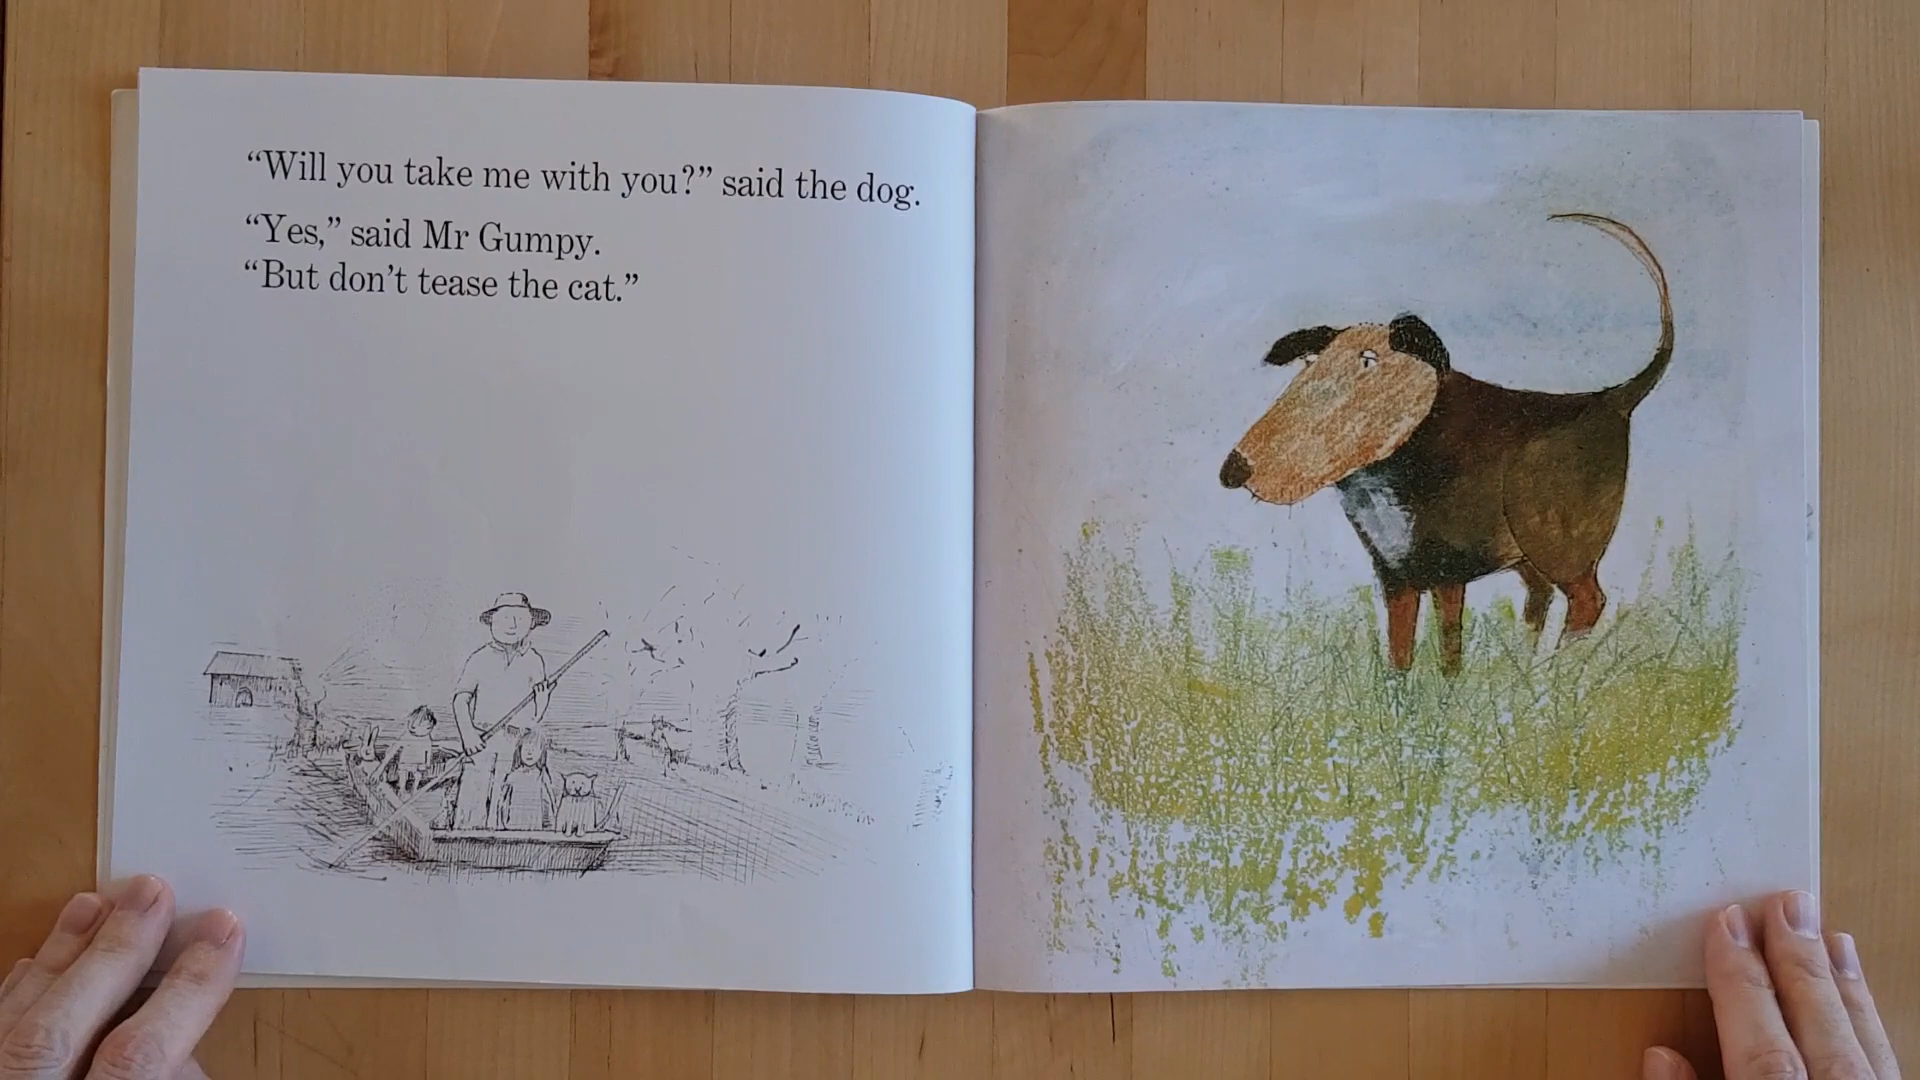 “Will you take me with you?” said the dog.
“Yes,” said Mr Gumpy.
“But don’t tease the cat.”